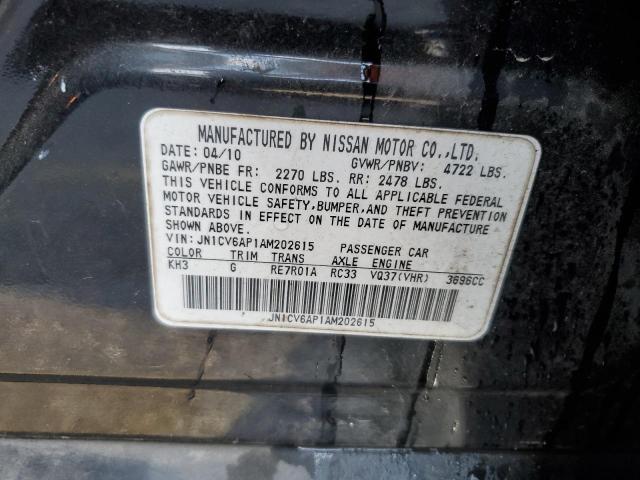 MANUFACTURED BY NISSAN MOTOR CO.,LTD.
DATE: 04/10 GVWR/PNBV: 4722 LBS.
GAWR/PNBE FR: 2270 LBS. RR: 2478 LBS.
THIS VEHICLE CONFORMS TO ALL APPLICABLE FEDERAL
MOTOR VEHICLE SAFETY,BUMPER,AND THEFT PREVENTION
STANDARDS IN EFFECT ON THE DATE OF MANUFACTURE
SHOWN ABOVE.
VIN: JN1CV6AP1AM202615 PASSENGER CAR
COLOR TRIM TRANS AXLE ENGINE
KH3 G RE7R01A RC33 VQ37(VHR) 3696CC
JN1CV6AP1AM202615